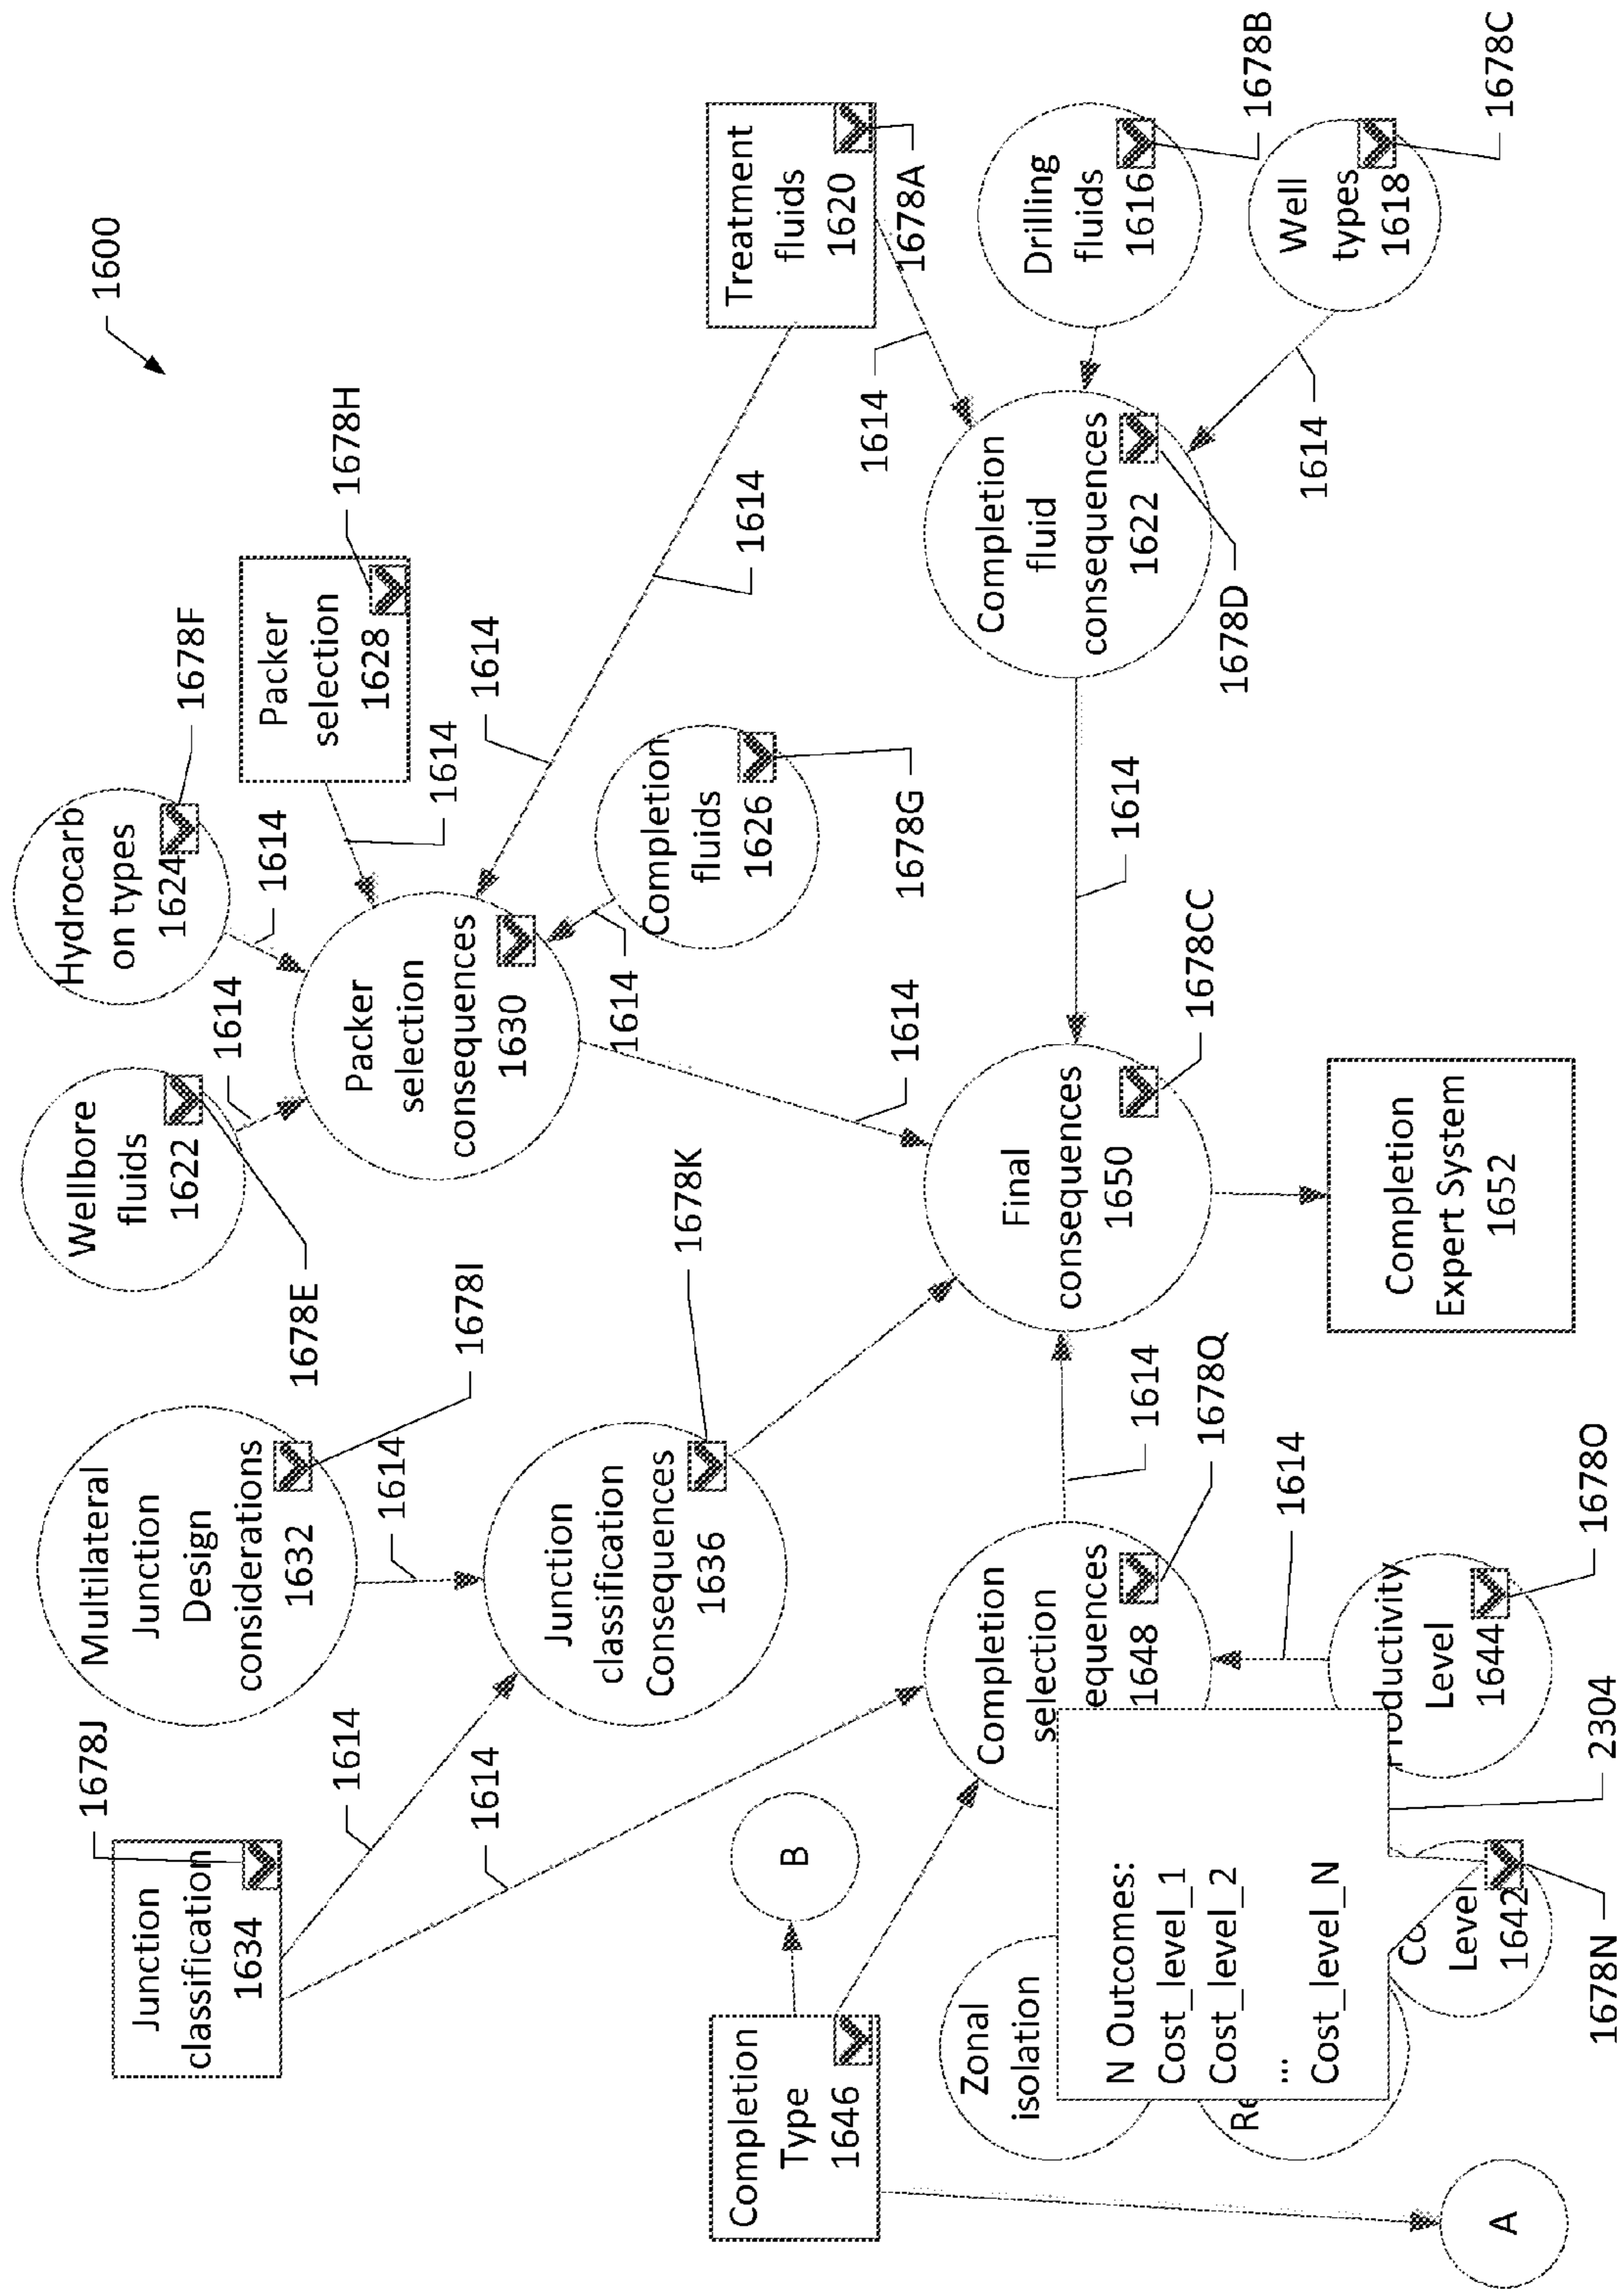 1600
Junction
classification
1634
1678J
Multilateral
Junction
Design
considerations
1632
1678I
Wellbore
fluids
1622
1678E
Hydrocarb
on types
1624
1678F
Packer
selection
1628
1678H
1614
1614
1614
1614
1614
1614
Packer
selection
consequences
1630
1614
1614
1614
Completion
fluids
1626
1678G
Junction
classification
Consequences
1636
1678K
Treatment
fluids
1620
1678A
Completion
Type
1646
B
1614
1614
Drilling
fluids
1616
1678B
Well
types
1618
1678C
1614
Completion
fluid
consequences
1622
1678D
1614
Final
consequences
1650
1678CC
Completion
selection
equences
1648
1678Q
1614
1614
Zonal
isolation
Re
N Outcomes:
Cost_level_1
Cost_level_2
...
Cost_level_N
2304
roductivity
Level
1644
1678O
Co
Level
1642
1678N
Completion
Expert System
1652
A